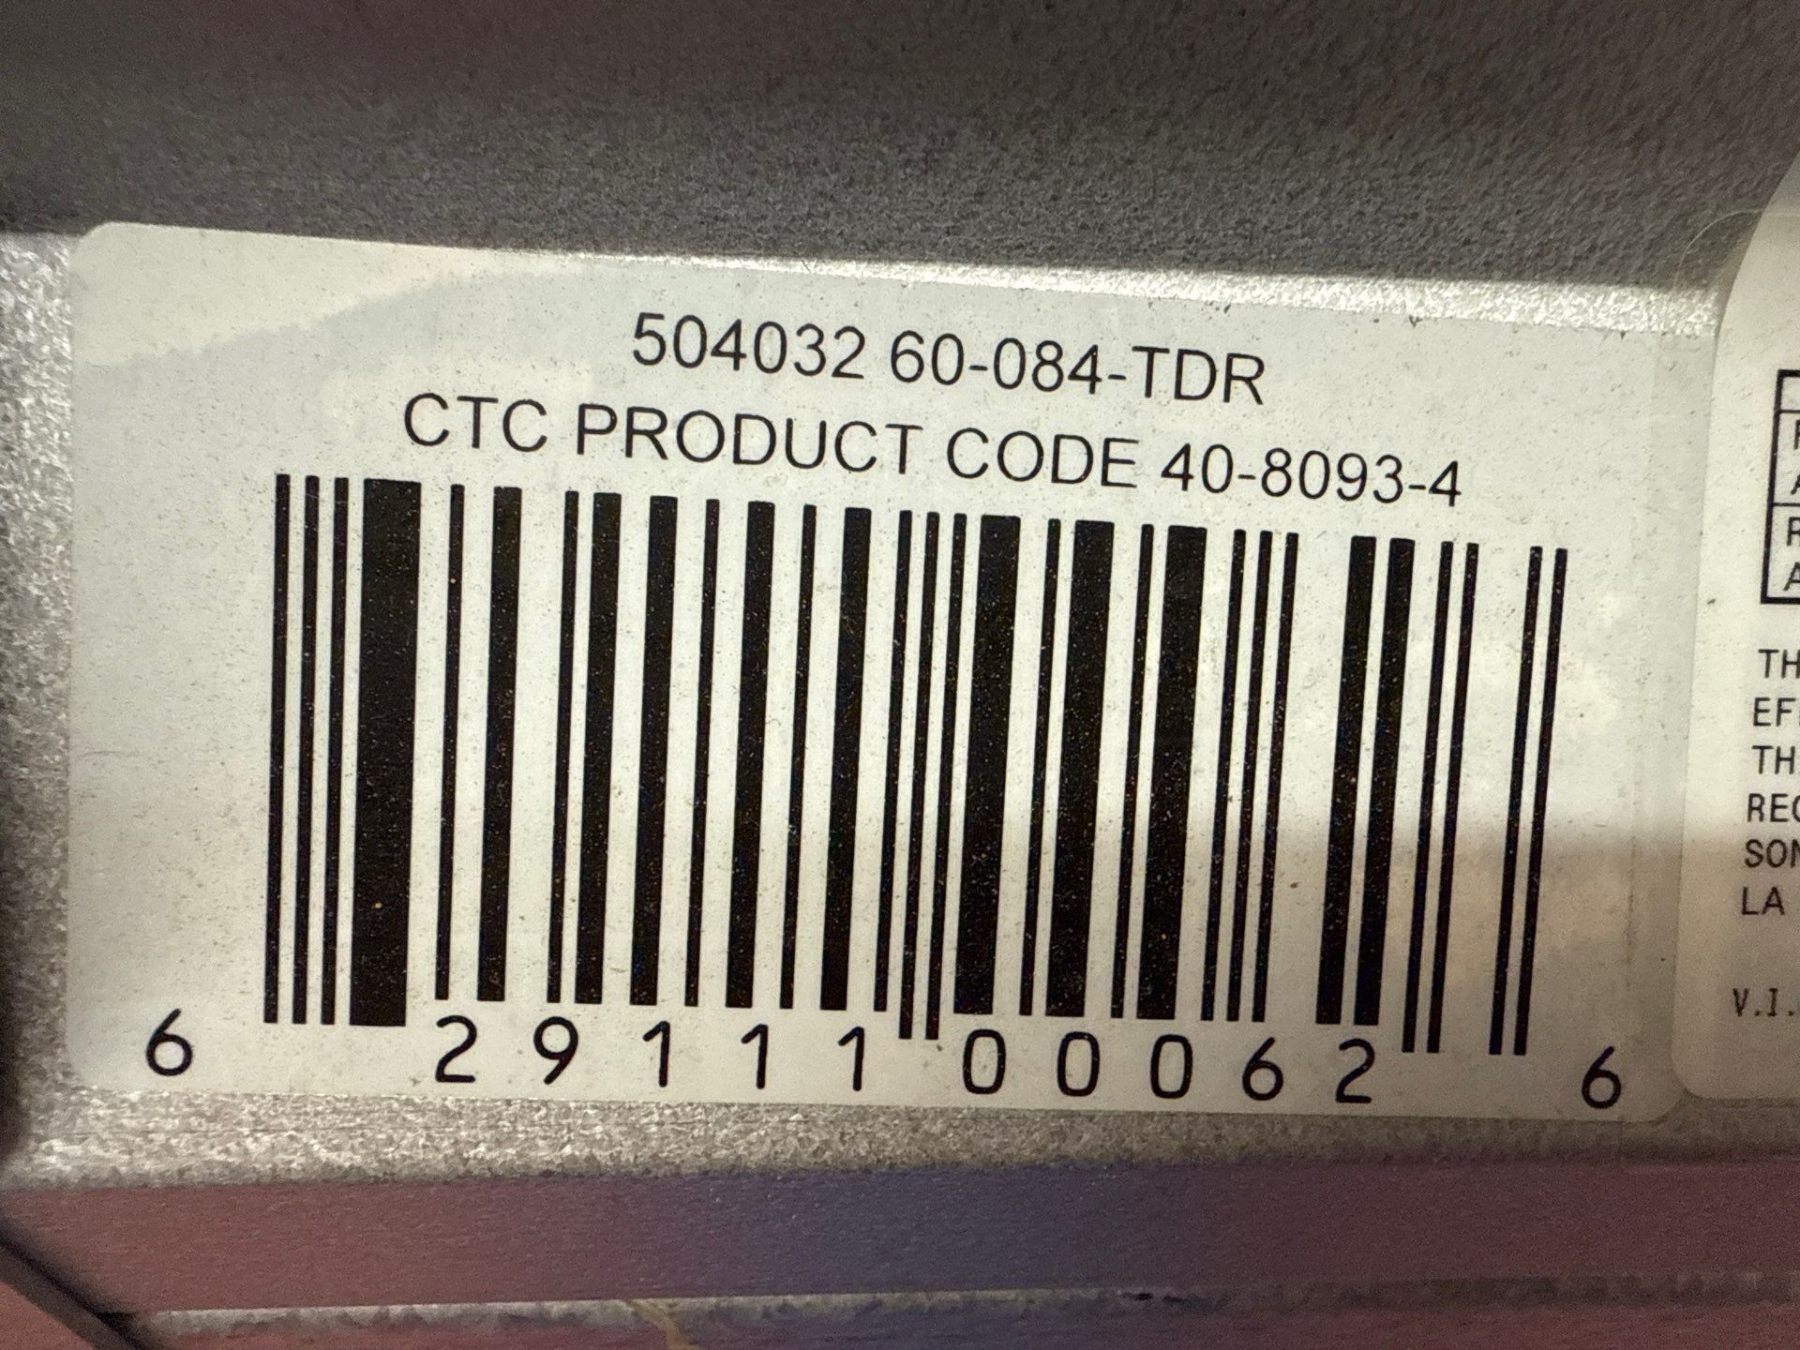 504032 60-084-TDR
CTC PRODUCT CODE 40-8093-4
6 29111 00062 6
TH
EF
TH
REC
SON
LA
V.I.